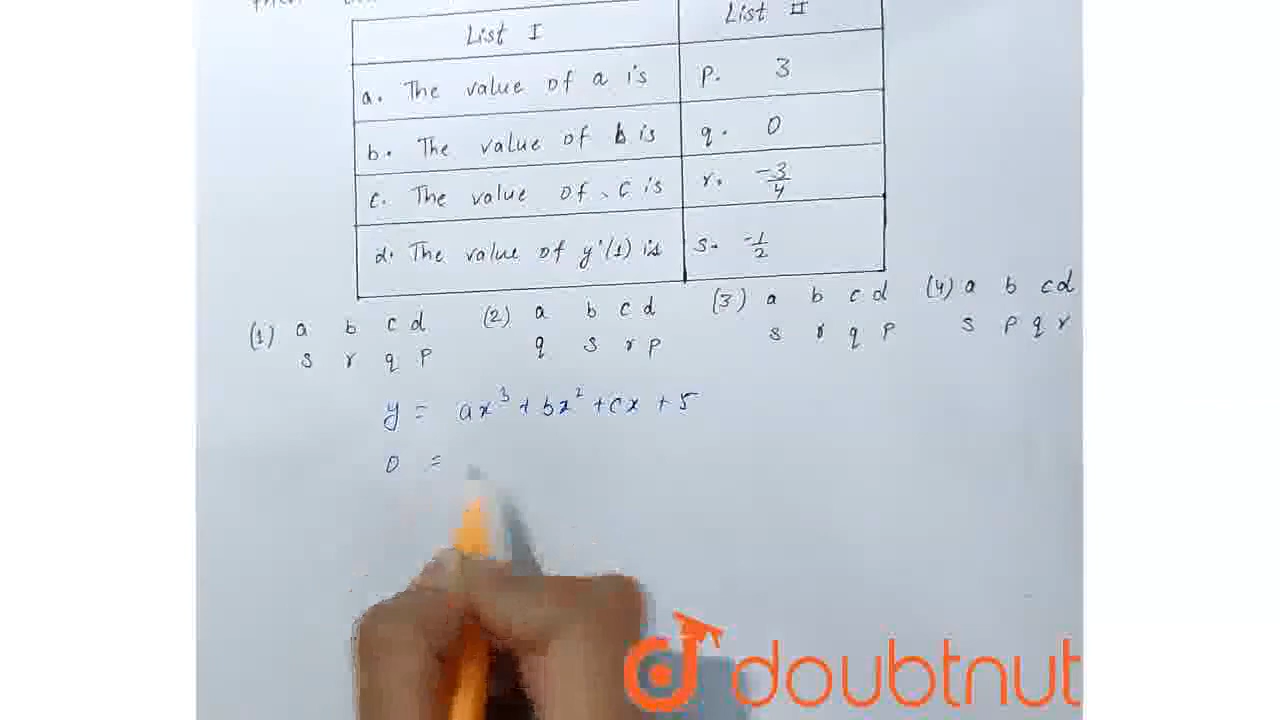 List I List II
a. The value of a is p. 3
b. The value of b is q. 0
c. The value of c is r. -3/4
d. The value of y'(1) is s. -1/2
(1) a b c d (2) a b c d (3) a b c d (4) a b c d
s r q p q s r p s r q p s p q r
y = ax³ + bx² + cx + 5
0 =
doubtnut